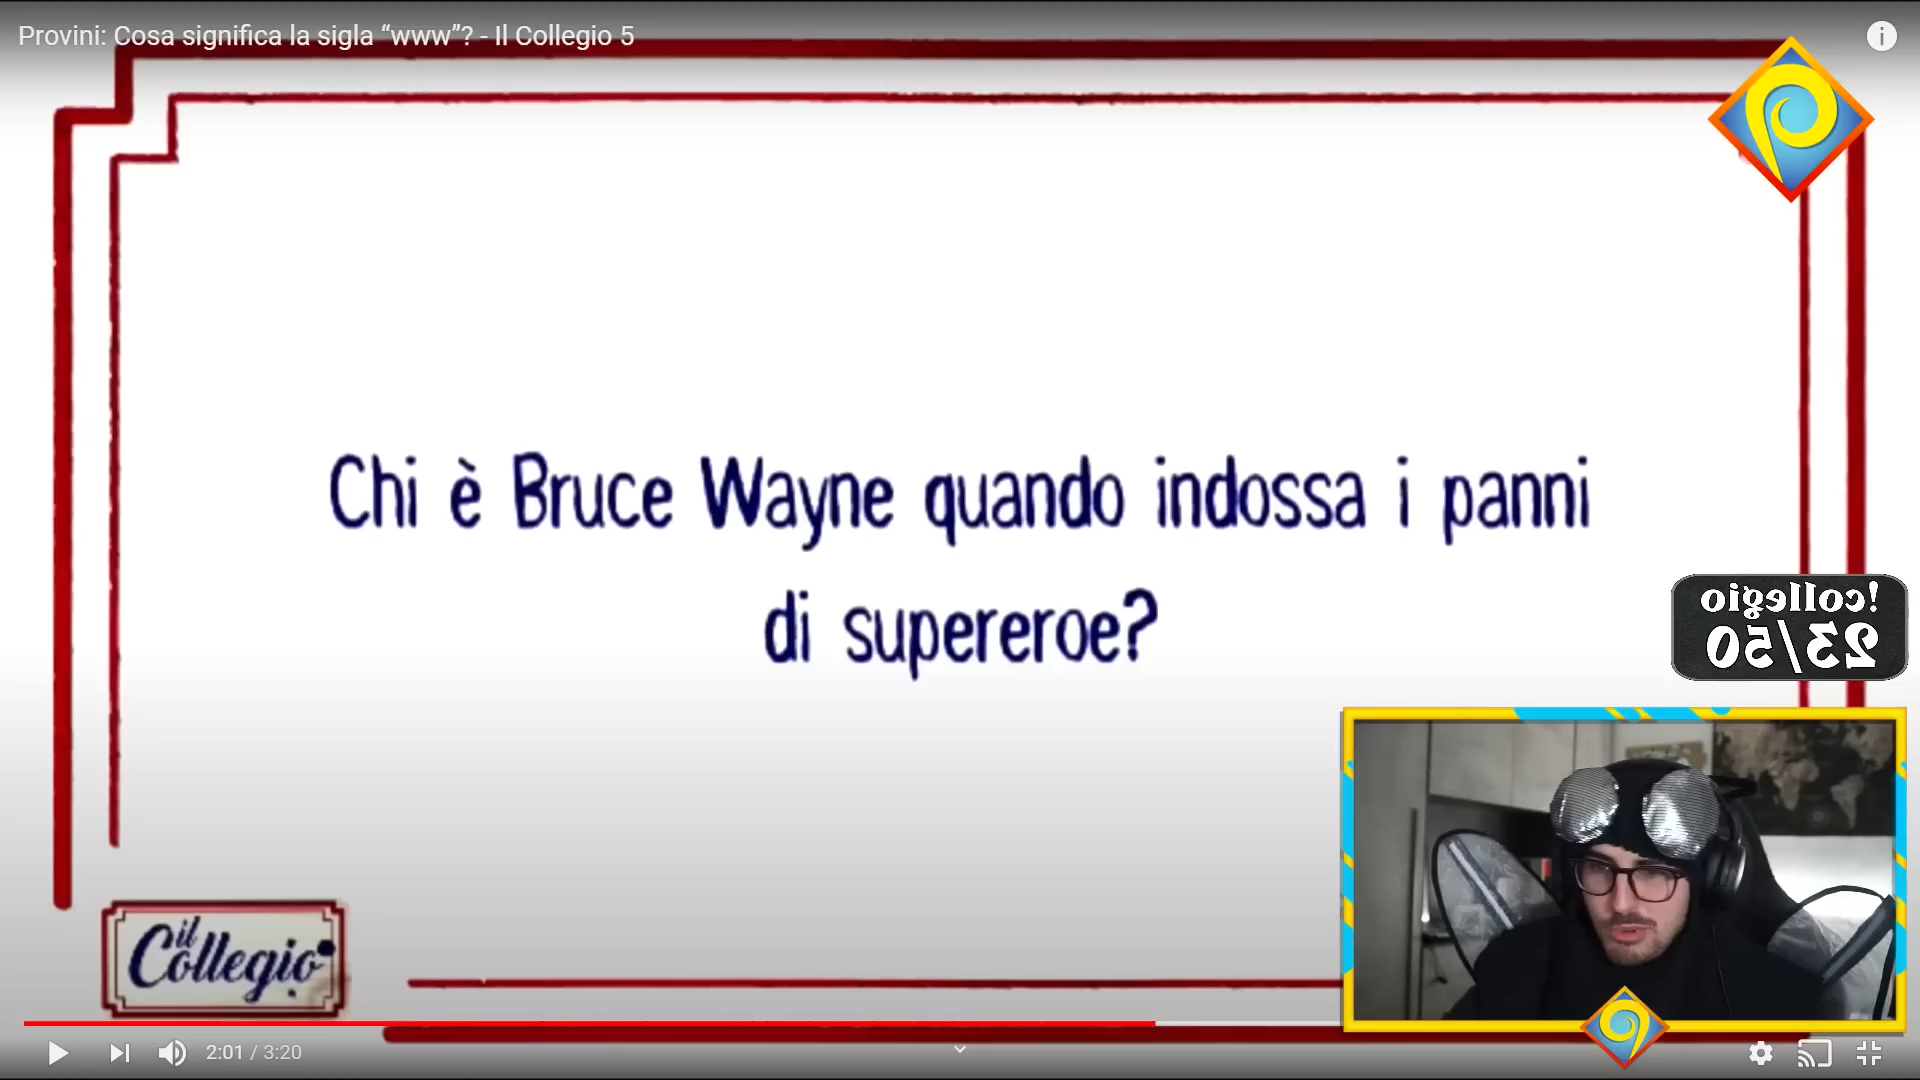 Provini: Cosa significa la sigla “www”? - Il Collegio 5
Chi è Bruce Wayne quando indossa i panni
di supereroe?
!collegio
23/50
il
Collegio
2:01 / 3:20